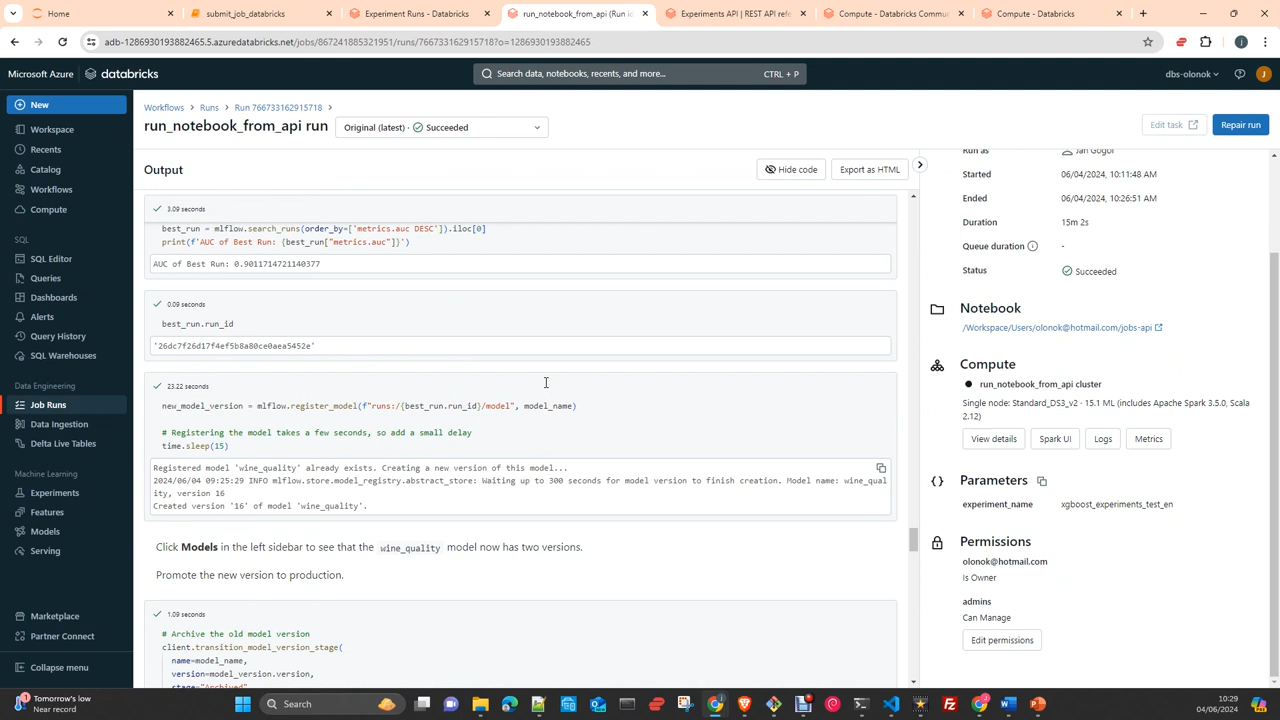 Home
submit_job_databricks
Experiment Runs - Databricks
run_notebook_from_api (Run i
Experiments API | REST API refe
Compute - Databricks Commun
Compute - Databricks
adb-1286930193882465.5.azuredatabricks.net/jobs/867241885321951/runs/766733162915718?o=1286930193882465
Microsoft Azure
databricks
Search data, notebooks, recents, and more...
CTRL + P
dbs-olonok
J
New
Workspace
Recents
Catalog
Workflows
Compute
SQL
SQL Editor
Queries
Dashboards
Alerts
Query History
SQL Warehouses
Data Engineering
Job Runs
Data Ingestion
Delta Live Tables
Machine Learning
Experiments
Features
Models
Serving
Marketplace
Partner Connect
Collapse menu
Workflows > Runs > Run 766733162915718 >
run_notebook_from_api run
Original (latest) · Succeeded
Edit task
Repair run
Output
Hide code
Export as HTML
3.09 seconds
best_run = mlflow.search_runs(order_by=['metrics.auc DESC']).iloc[0]
print(f'AUC of Best Run: {best_run["metrics.auc"]}')
AUC of Best Run: 0.9011714721140377
0.09 seconds
best_run.run_id
'26dc7f26d17f4ef5b8a80ce0aea5452e'
23.22 seconds
new_model_version = mlflow.register_model(f"runs:/{best_run.run_id}/model", model_name)
# Registering the model takes a few seconds, so add a small delay
time.sleep(15)
Registered model 'wine_quality' already exists. Creating a new version of this model...
2024/06/04 09:25:29 INFO mlflow.store.model_registry.abstract_store: Waiting up to 300 seconds for model version to finish creation. Model name: wine_qual
ity, version 16
Created version '16' of model 'wine_quality'.
Click Models in the left sidebar to see that the wine_quality model now has two versions.
Promote the new version to production.
1.09 seconds
# Archive the old model version
client.transition_model_version_stage(
name=model_name,
version=model_version.version,
stage="Archived"
Run as
Jan Gogor
Started
06/04/2024, 10:11:48 AM
Ended
06/04/2024, 10:26:51 AM
Duration
15m 2s
Queue duration
-
Status
Succeeded
Notebook
/Workspace/Users/olonok@hotmail.com/jobs-api
Compute
run_notebook_from_api cluster
Single node: Standard_DS3_v2 · 15.1 ML (includes Apache Spark 3.5.0, Scala
2.12)
View details
Spark UI
Logs
Metrics
Parameters
experiment_name
xgboost_experiments_test_en
Permissions
olonok@hotmail.com
Is Owner
admins
Can Manage
Edit permissions
Tomorrow's low
Near record
Search
10:29
04/06/2024